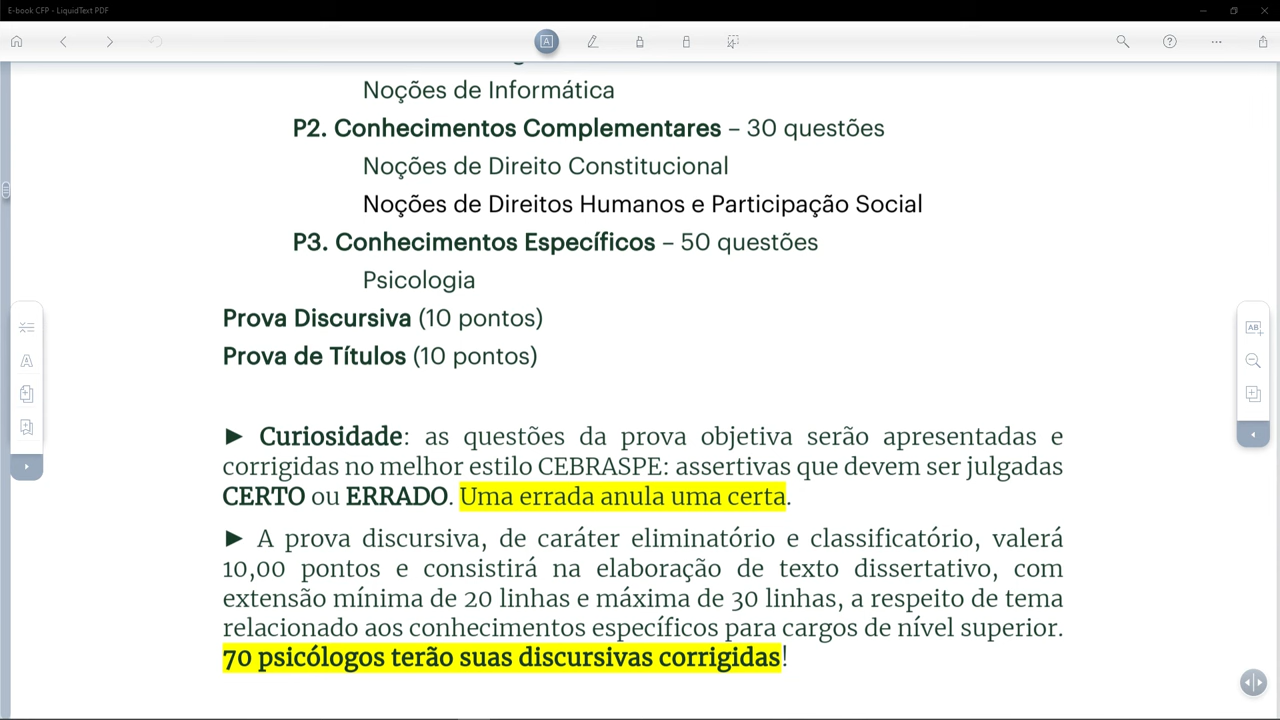 E-book CFP - LiquidText PDF
Noções de Informática
P2. Conhecimentos Complementares – 30 questões
Noções de Direito Constitucional
Noções de Direitos Humanos e Participação Social
P3. Conhecimentos Específicos – 50 questões
Psicologia
Prova Discursiva (10 pontos)
Prova de Títulos (10 pontos)
► Curiosidade: as questões da prova objetiva serão apresentadas e
corrigidas no melhor estilo CEBRASPE: assertivas que devem ser julgadas
CERTO ou ERRADO. Uma errada anula uma certa.
► A prova discursiva, de caráter eliminatório e classificatório, valerá
10,00 pontos e consistirá na elaboração de texto dissertativo, com
extensão mínima de 20 linhas e máxima de 30 linhas, a respeito de tema
relacionado aos conhecimentos específicos para cargos de nível superior.
70 psicólogos terão suas discursivas corrigidas!